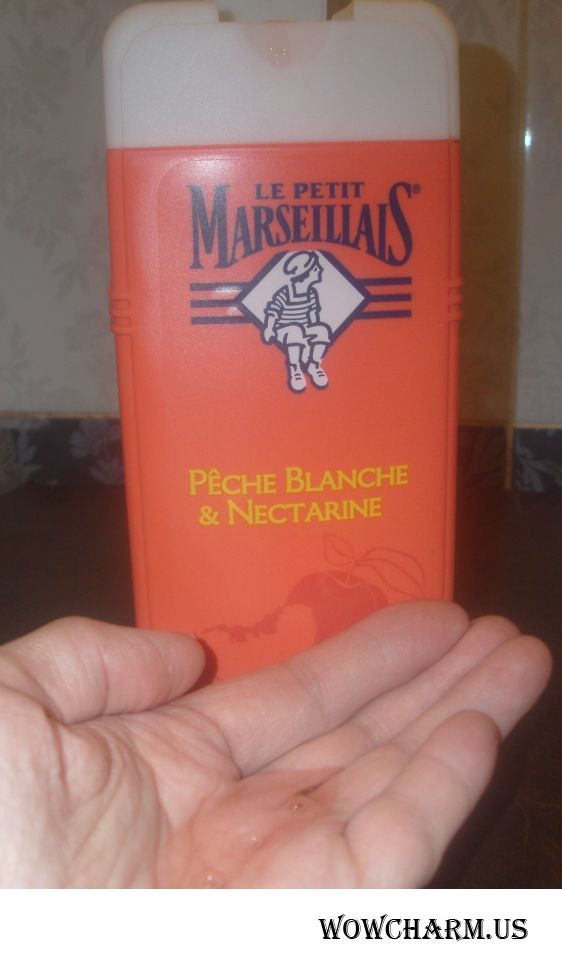 LE PETIT
MARSEILLAIS®
PÊCHE BLANCHE
& NECTARINE
WOWCHARM.US